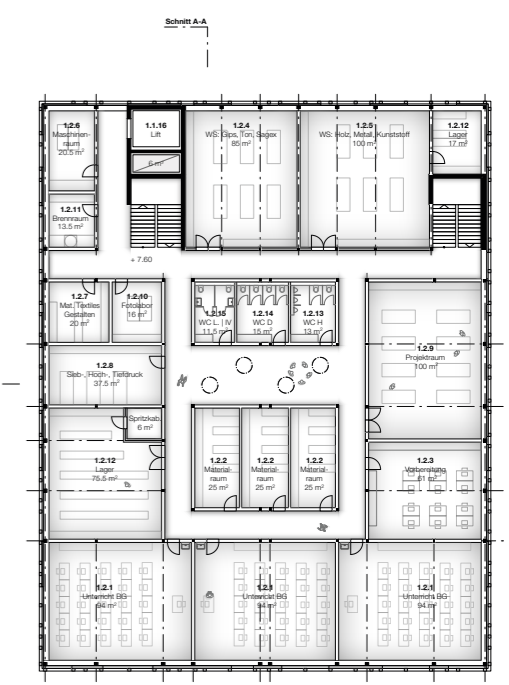 Schnitt A-A
1.2.6
Maschinen-
raum
20.5 m²
1.1.16
Lift
6 m²
1.2.4
WS: Gips, Ton, Sagex
85 m²
1.2.5
WS: Holz, Metall, Kunststoff
100 m²
1.2.12
Lager
17 m²
1.2.11
Brennraum
13.5 m²
+ 7.60
1.2.7
Mat. Textiles
Gestalten
20 m²
1.2.10
Fotolabor
16 m²
1.2.15
WC L. | IV
11.5 m²
1.2.14
WC D
15 m²
1.2.13
WC H
13 m²
1.2.9
Projektraum
100 m²
1.2.8
Sieb-, Hoch-, Tiefdruck
37.5 m²
Spritzkab.
6 m²
1.2.12
Lager
75.5 m²
1.2.2
Material-
raum
25 m²
1.2.2
Material-
raum
25 m²
1.2.2
Material-
raum
25 m²
1.2.3
Vorbereitung
61 m²
1.2.1
Unterricht BG
94 m²
1.2.1
Unterricht BG
94 m²
1.2.1
Unterricht BG
94 m²